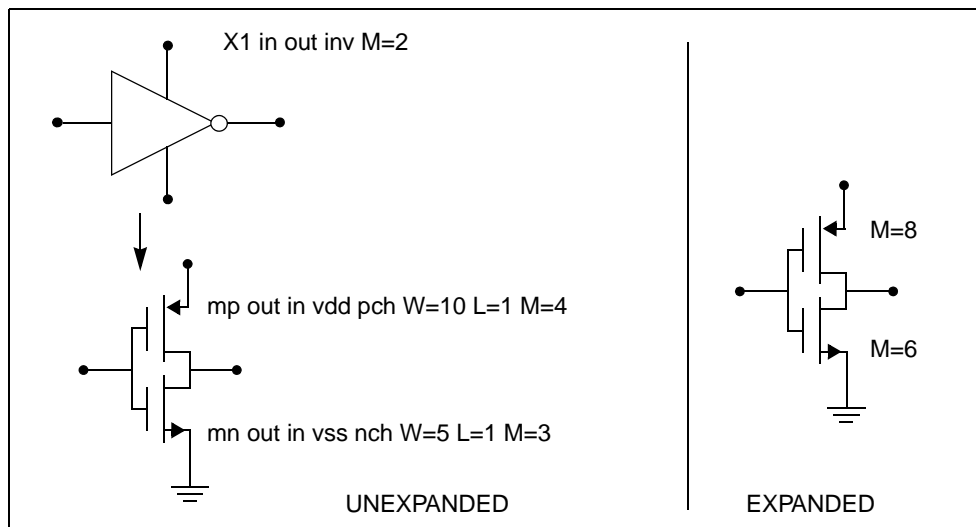 X1 in out inv M=2
mp out in vdd pch W=10 L=1 M=4
mn out in vss nch W=5 L=1 M=3
UNEXPANDED
M=8
M=6
EXPANDED